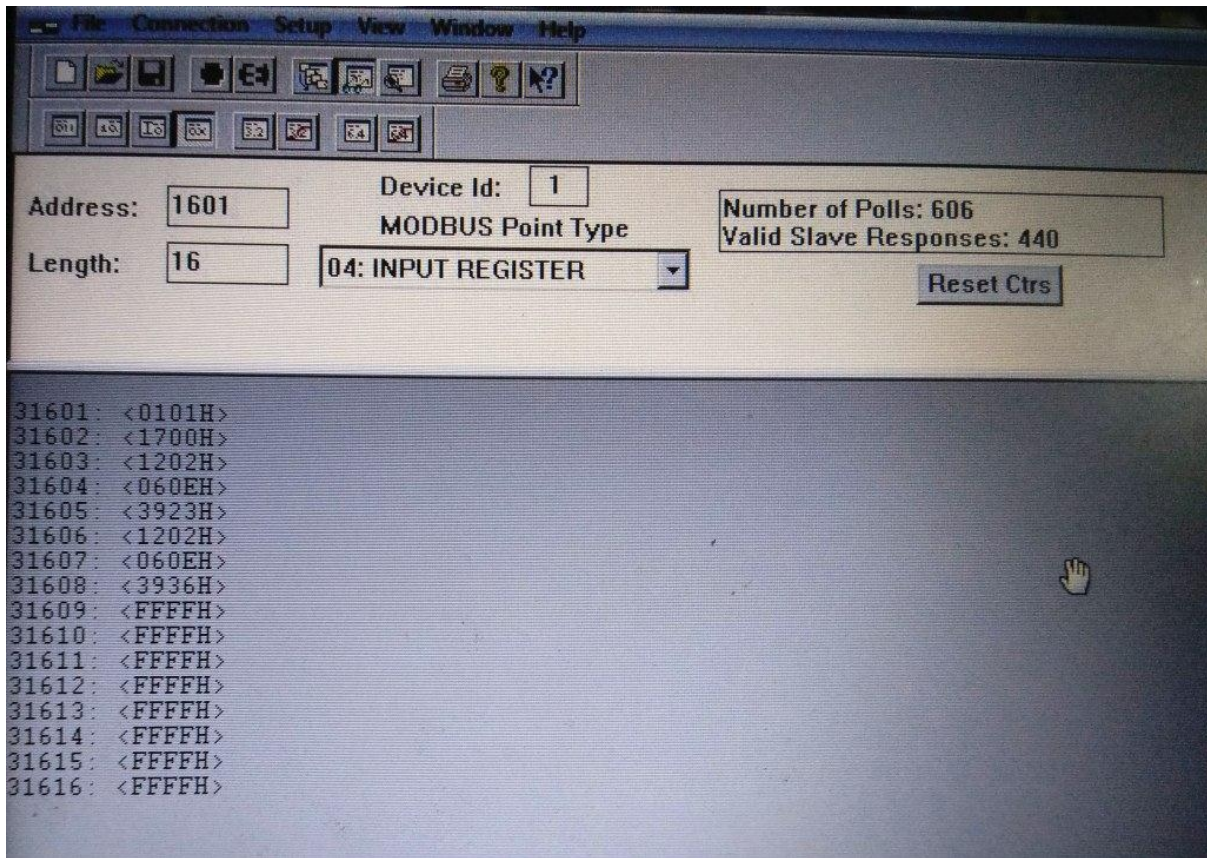 File Connection Setup View Window Help
Address: 1601
Device Id: 1
MODBUS Point Type
Length: 16
04: INPUT REGISTER
Number of Polls: 606
Valid Slave Responses: 440
Reset Ctrs
31601: <0101H>
31602: <1700H>
31603: <1202H>
31604: <060EH>
31605: <3923H>
31606: <1202H>
31607: <060EH>
31608: <3936H>
31609: <FFFFH>
31610: <FFFFH>
31611: <FFFFH>
31612: <FFFFH>
31613: <FFFFH>
31614: <FFFFH>
31615: <FFFFH>
31616: <FFFFH>